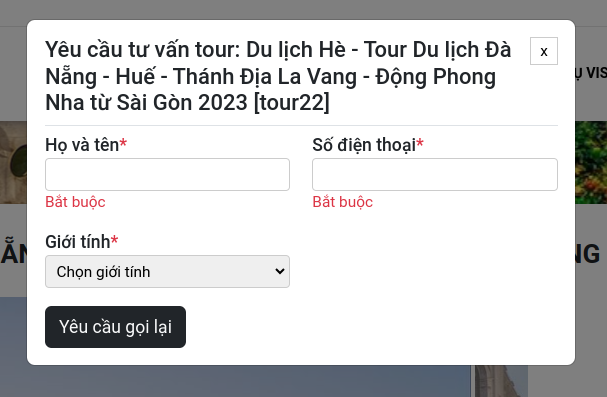 Yêu cầu tư vấn tour: Du lịch Hè - Tour Du lịch Đà
Nẵng - Huế - Thánh Địa La Vang - Động Phong
Nha từ Sài Gòn 2023 [tour22]
x
Ụ VIS
Họ và tên*
Số điện thoại*
Bắt buộc
Bắt buộc
Giới tính*
ẴN
NG
Chọn giới tính
Yêu cầu gọi lại